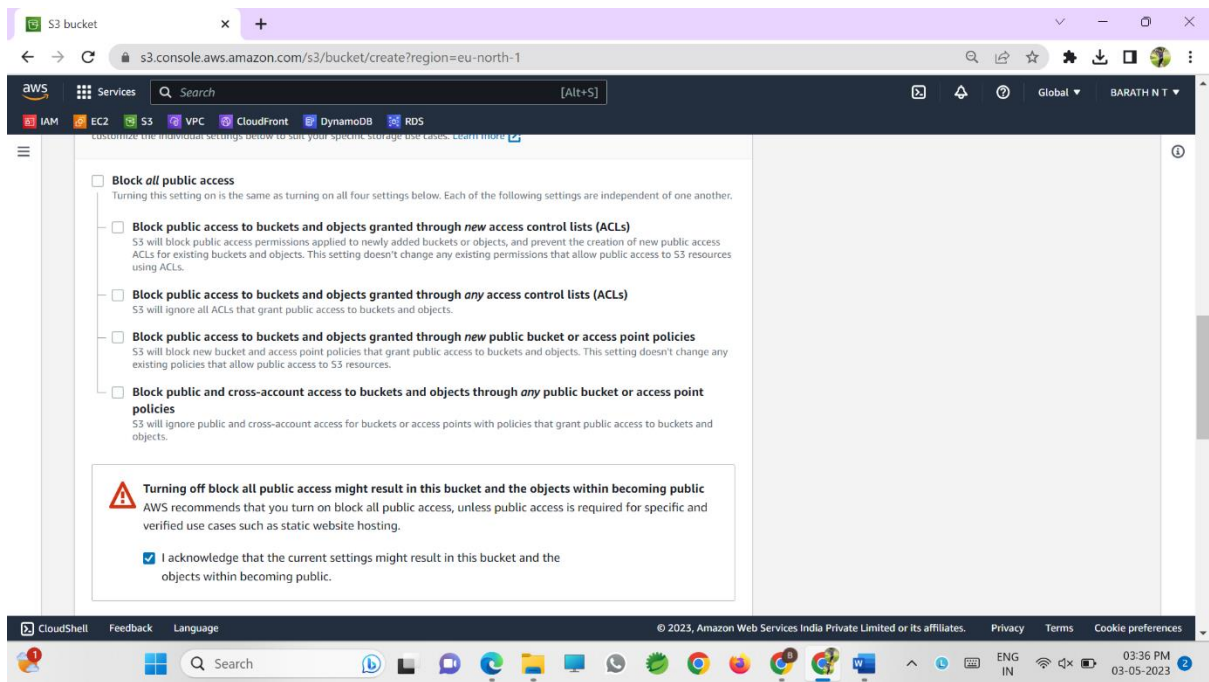 S3 bucket
s3.console.aws.amazon.com/s3/bucket/create?region=eu-north-1
aws
Services
Search
[Alt+S]
Global
BARATH N T
IAM
EC2
S3
VPC
CloudFront
DynamoDB
RDS
customize the individual settings below to suit your specific storage use cases. Learn more
Block all public access
Turning this setting on is the same as turning on all four settings below. Each of the following settings are independent of one another.
Block public access to buckets and objects granted through new access control lists (ACLs)
S3 will block public access permissions applied to newly added buckets or objects, and prevent the creation of new public access
ACLs for existing buckets and objects. This setting doesn't change any existing permissions that allow public access to S3 resources
using ACLs.
Block public access to buckets and objects granted through any access control lists (ACLs)
S3 will ignore all ACLs that grant public access to buckets and objects.
Block public access to buckets and objects granted through new public bucket or access point policies
S3 will block new bucket and access point policies that grant public access to buckets and objects. This setting doesn't change any
existing policies that allow public access to S3 resources.
Block public and cross-account access to buckets and objects through any public bucket or access point
policies
S3 will ignore public and cross-account access for buckets or access points with policies that grant public access to buckets and
objects.
Turning off block all public access might result in this bucket and the objects within becoming public
AWS recommends that you turn on block all public access, unless public access is required for specific and
verified use cases such as static website hosting.
I acknowledge that the current settings might result in this bucket and the
objects within becoming public.
CloudShell
Feedback
Language
© 2023, Amazon Web Services India Private Limited or its affiliates.
Privacy
Terms
Cookie preferences
1
Search
B
ENG
IN
03:36 PM
03-05-2023
2